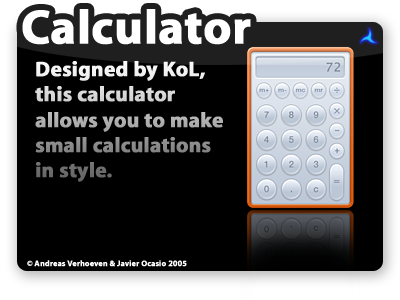 Calculator
Designed by KoL,
this calculator
allows you to make
small calculations
in style.
72
m+ m- mc mr ÷
7 8 9 ×
4 5 6 −
1 2 3 +
0 . c =
© Andreas Verhoeven & Javier Ocasio 2005